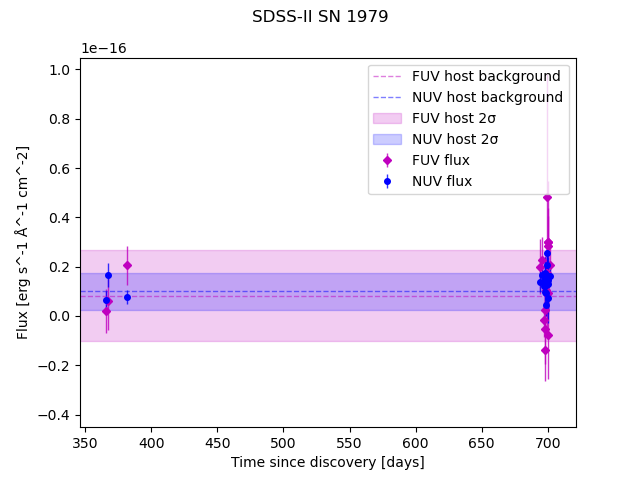 SDSS-II SN 1979
1e−16
FUV host background
NUV host background
FUV host 2σ
NUV host 2σ
FUV flux
NUV flux
1.0
0.8
0.6
0.4
0.2
0.0
−0.2
−0.4
Flux [erg s^-1 Å^-1 cm^-2]
350 400 450 500 550 600 650 700
Time since discovery [days]